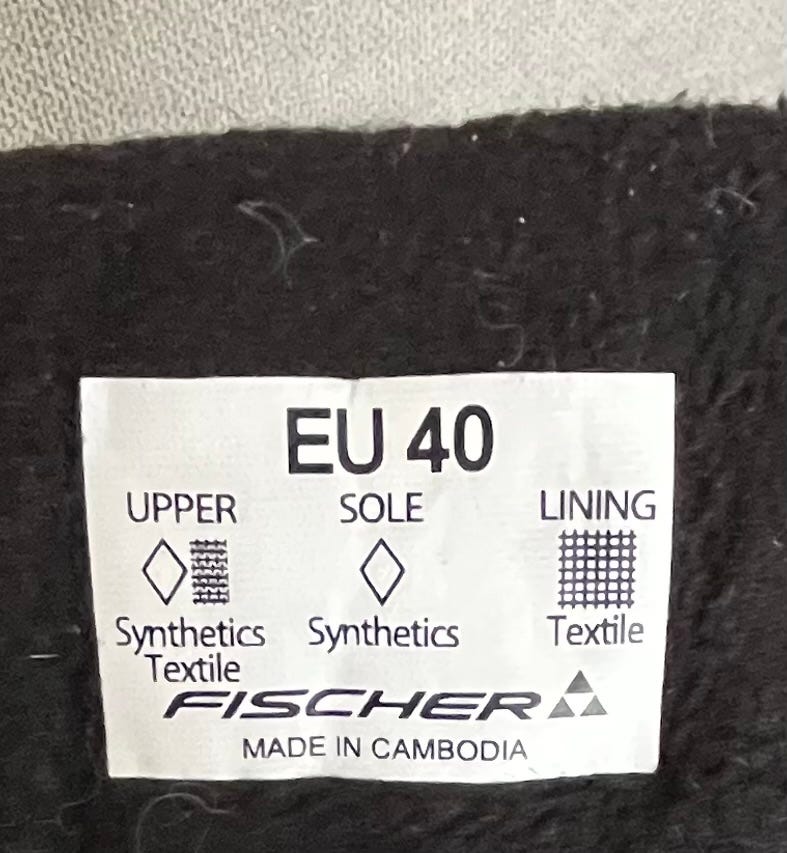 EU 40
UPPER SOLE LINING
Synthetics Synthetics Textile
Textile
FISCHER
MADE IN CAMBODIA